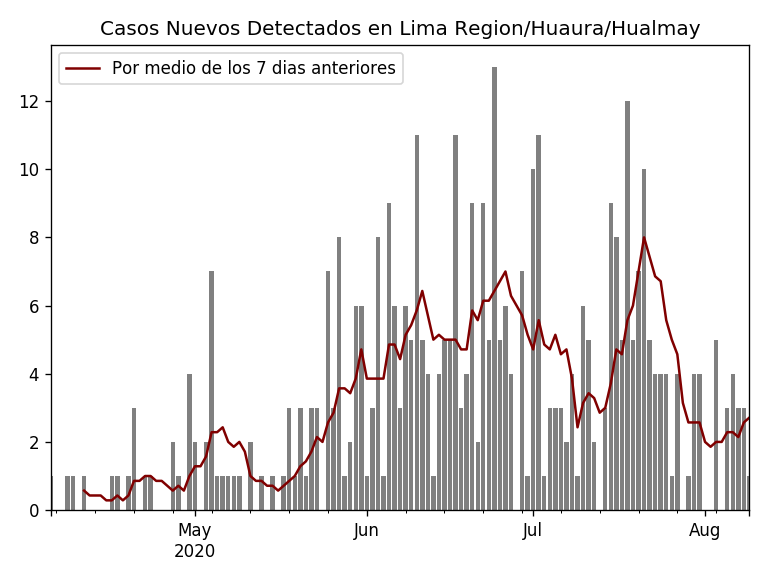 Casos Nuevos Detectados en Lima Region/Huaura/Hualmay
Por medio de los 7 dias anteriores
12
10
8
6
4
2
0
May Jun Jul Aug
2020